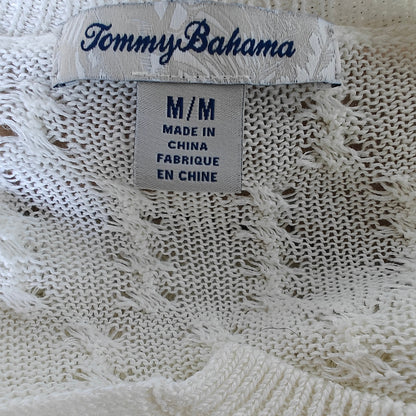 Tommy Bahama
M/M
MADE IN
CHINA
FABRIQUE
EN CHINE